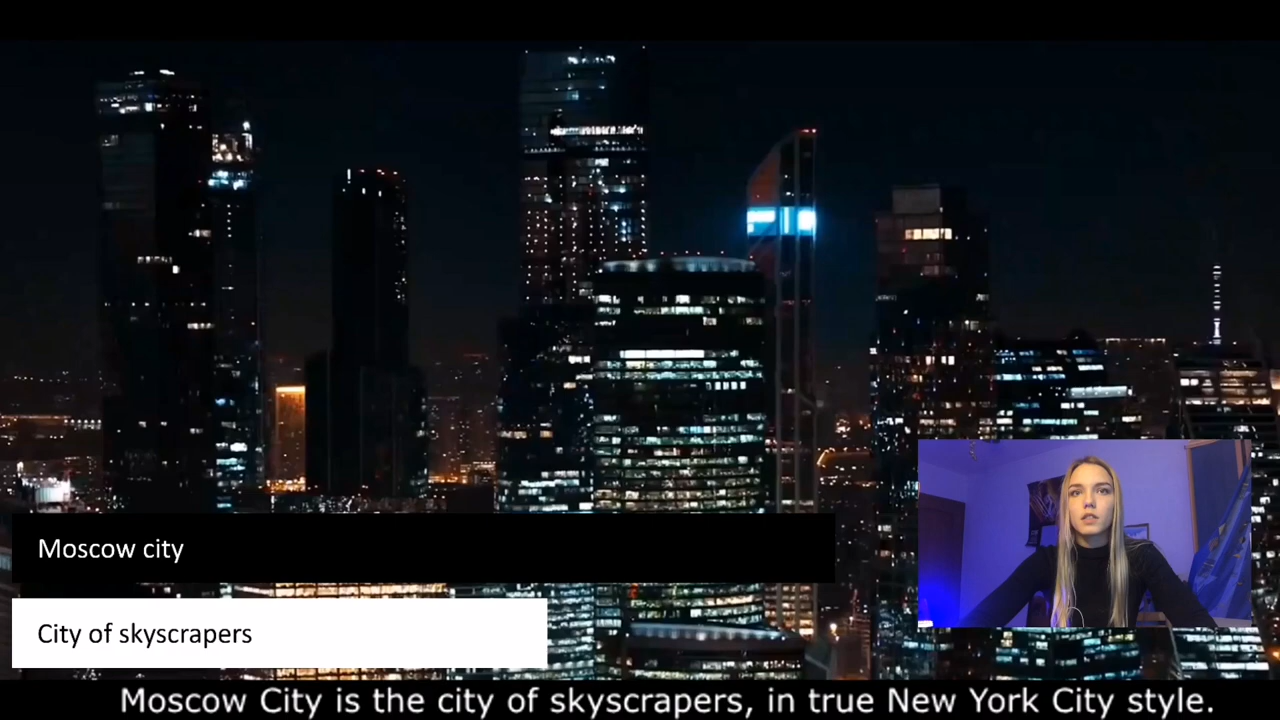 Moscow city
City of skyscrapers
Moscow City is the city of skyscrapers, in true New York City style.